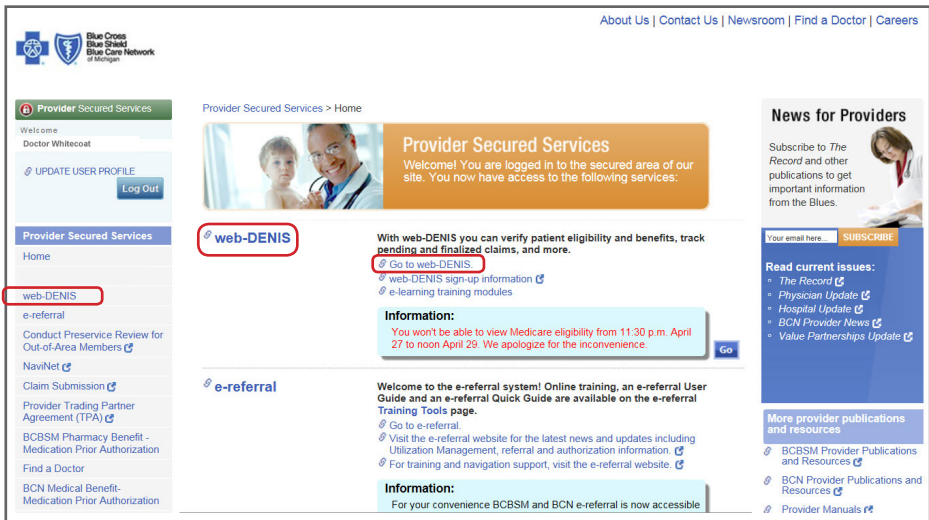 About Us | Contact Us | Newsroom | Find a Doctor | Careers
Blue Cross
Blue Shield
Blue Care Network
of Michigan
Provider Secured Services
Welcome
Doctor Whitecoat
UPDATE USER PROFILE
Log Out
Provider Secured Services
Home
web-DENIS
e-referral
Conduct Preservice Review for
Out-of-Area Members
NaviNet
Claim Submission
Provider Trading Partner
Agreement (TPA)
BCBSM Pharmacy Benefit -
Medication Prior Authorization
Find a Doctor
BCN Medical Benefit-
Medication Prior Authorization
Provider Secured Services > Home
Provider Secured Services
Welcome! You are logged in to the secured area of our
site. You now have access to the following services:
web-DENIS
With web-DENIS you can verify patient eligibility and benefits, track
pending and finalized claims, and more.
Go to web-DENIS.
web-DENIS sign-up information
e-learning training modules
Information:
You won't be able to view Medicare eligibility from 11:30 p.m. April
27 to noon April 29. We apologize for the inconvenience.
Go
e-referral
Welcome to the e-referral system! Online training, an e-referral User
Guide and an e-referral Quick Guide are available on the e-referral
Training Tools page.
Go to e-referral.
Visit the e-referral website for the latest news and updates including
Utilization Management, referral and authorization information.
For training and navigation support, visit the e-referral website.
Information:
For your convenience BCBSM and BCN e-referral is now accessible
News for Providers
Subscribe to The
Record and other
publications to get
important information
from the Blues.
Your email here...
SUBSCRIBE
Read current issues:
The Record
Physician Update
Hospital Update
BCN Provider News
Value Partnerships Update
More provider publications
and resources
BCBSM Provider Publications
and Resources
BCN Provider Publications and
Resources
Provider Manuals